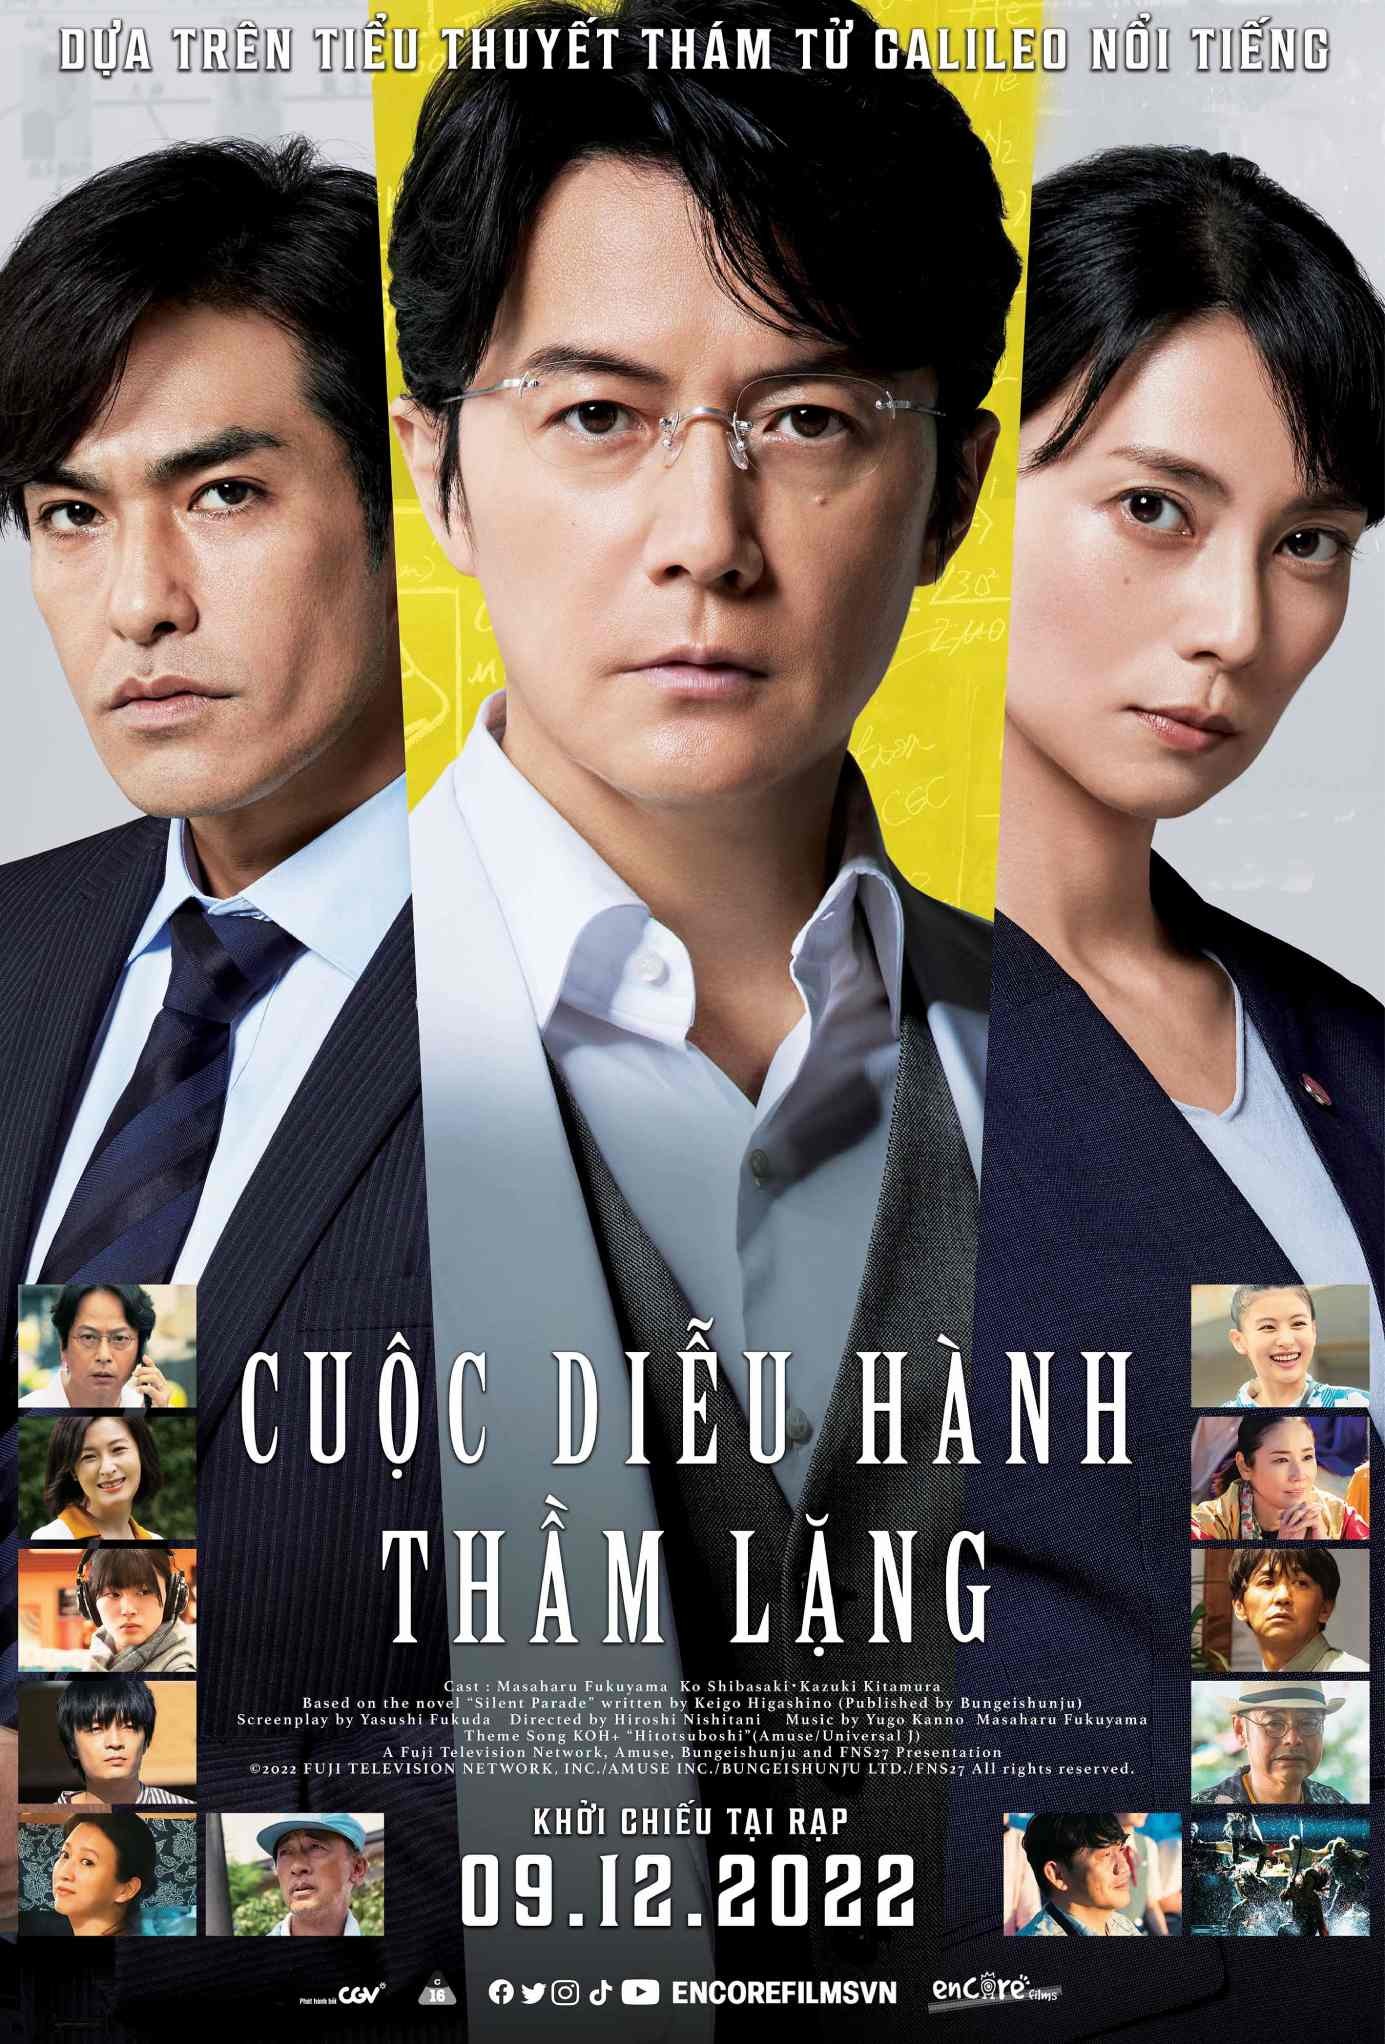 DỰA TRÊN TIỂU THUYẾT THÁM TỬ GALILEO NỔI TIẾNG
CUỘC DIỄU HÀNH
THẦM LẶNG
Cast : Masaharu Fukuyama Ko Shibasaki・Kazuki Kitamura
Based on the novel “Silent Parade” written by Keigo Higashino (Published by Bungeishunju)
Screenplay by Yasushi Fukuda Directed by Hiroshi Nishitani Music by Yugo Kanno Masaharu Fukuyama
Theme Song KOH+ “Hitotsuboshi”(Amuse/Universal J)
A Fuji Television Network, Amuse, Bungeishunju and FNS27 Presentation
©2022 FUJI TELEVISION NETWORK, INC./AMUSE INC./BUNGEISHUNJU LTD./FNS27 All rights reserved.
KHỞI CHIẾU TẠI RẠP
09.12.2022
Phát hành bởi CGV
C 16
ENCOREFILMSVN
encore films